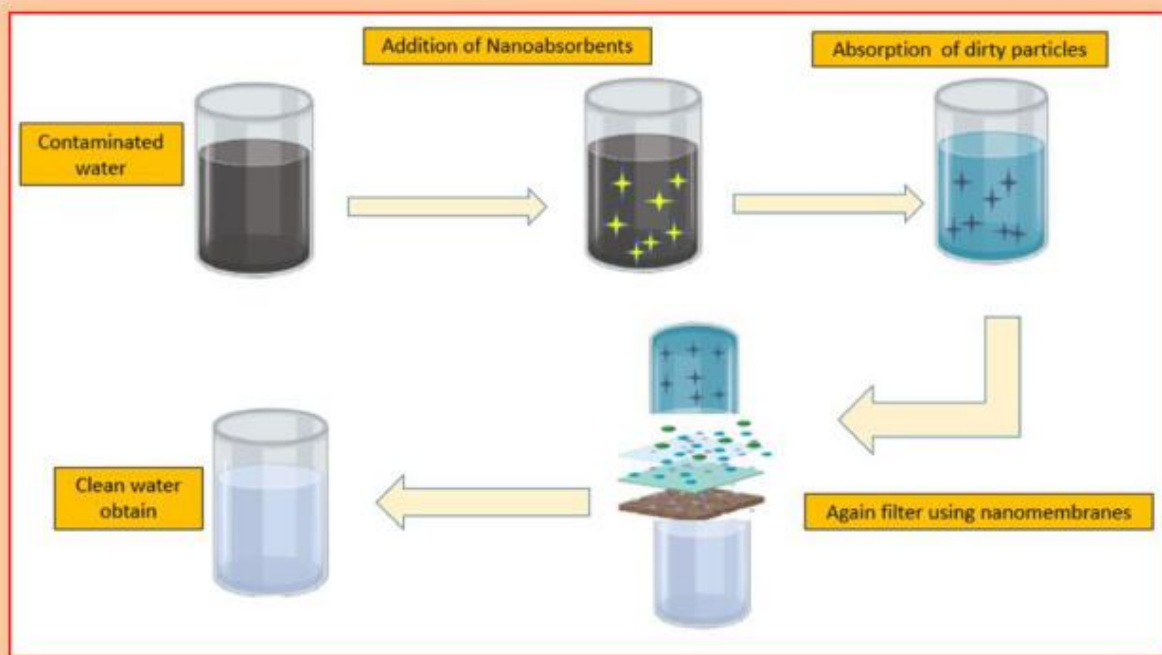 Addition of Nanoabsorbents
Absorption of dirty particles
Contaminated
water
Clean water
obtain
Again filter using nanomembranes